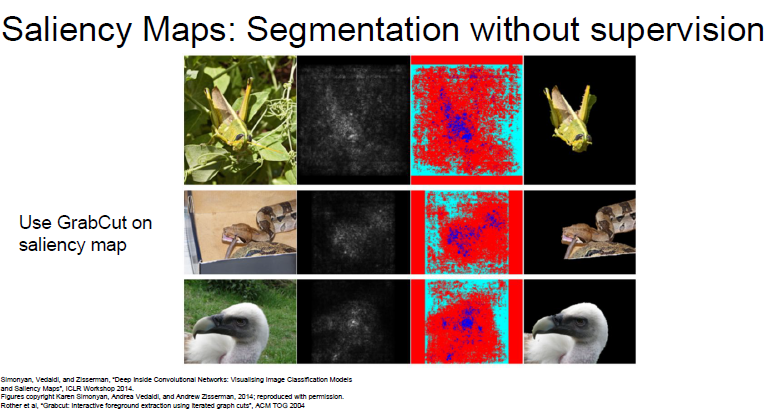 Saliency Maps: Segmentation without supervision
Use GrabCut on
saliency map
Simonyan, Vedaldi, and Zisserman, "Deep Inside Convolutional Networks: Visualising Image Classification Models
and Saliency Maps", ICLR Workshop 2014.
Figures copyright Karen Simonyan, Andrea Vedaldi, and Andrew Zisserman, 2014; reproduced with permission.
Rother et al, "Grabcut: Interactive foreground extraction using iterated graph cuts", ACM TOG 2004